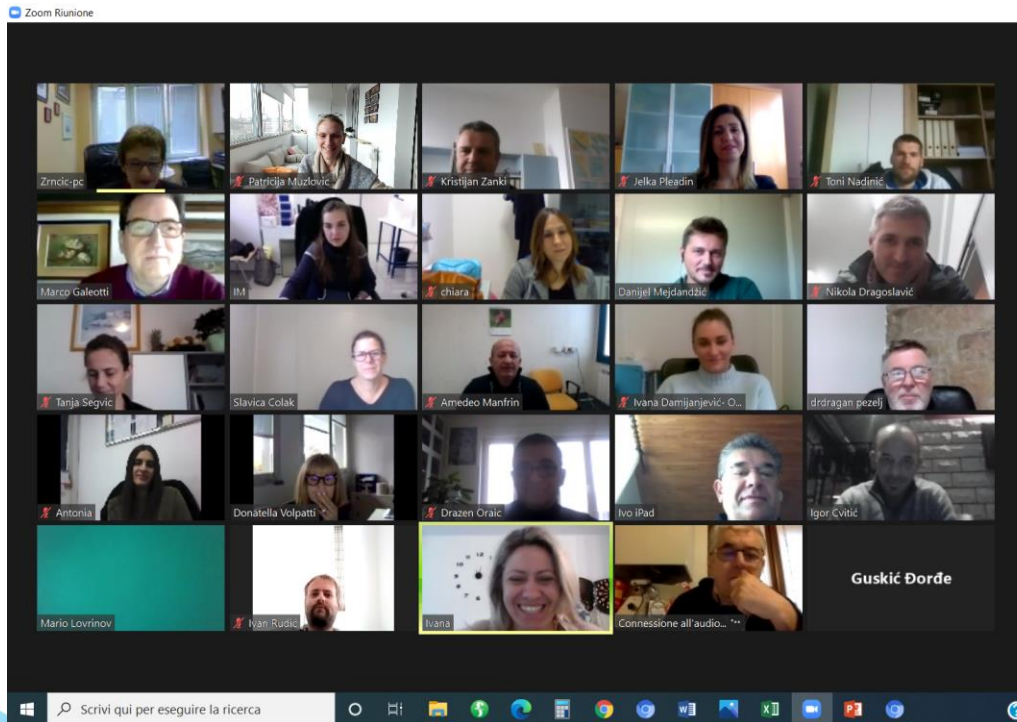 Zoom Riunione
Zrncic-pc
Patricija Muzlovic
Kristijan Zanki
Jelka Pleadin
Toni Nadinić
Marco Galeotti
IM
chiara
Danijel Mejdandžić
Nikola Dragoslavić
Tanja Segvic
Slavica Colak
Amedeo Manfrin
Ivana Damijanjević- O...
drdragan pezelj
Antonia
Donatella Volpatti
Drazen Oraic
Ivo iPad
Igor Cvitić
Mario Lovrinov
Ivan Rudic
Ivana
Connessione all'audio...
Guskić Đorđe
Scrivi qui per eseguire la ricerca